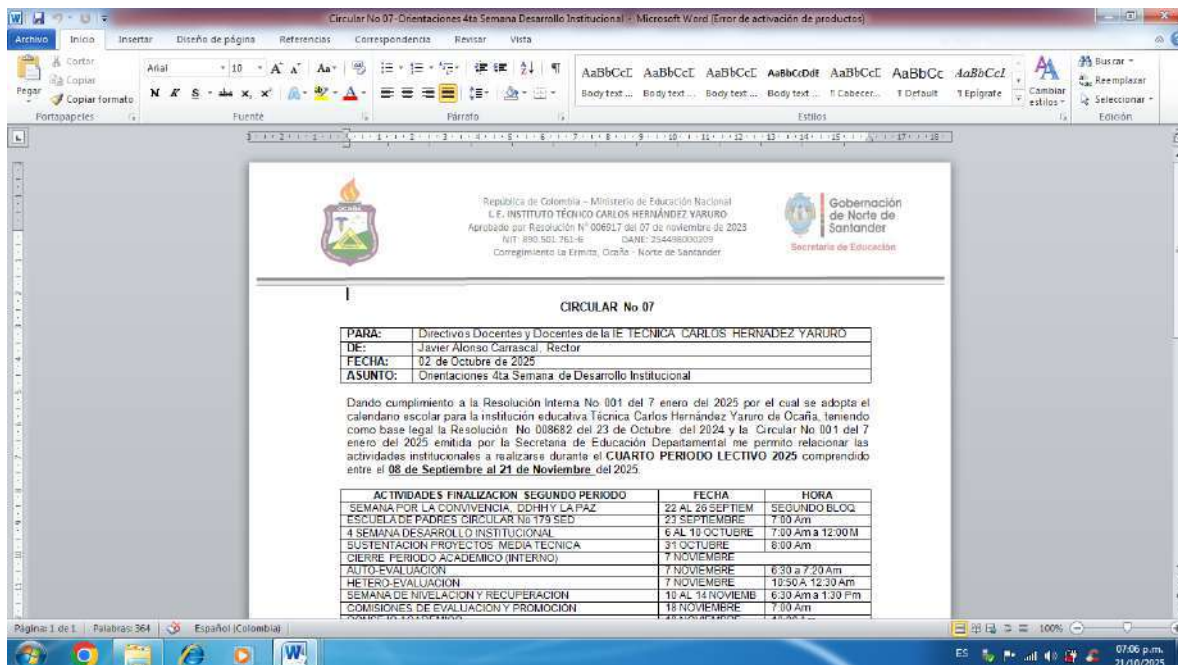 Circular No 07-Orientaciones 4ta Semana Desarrollo Institucional - Microsoft Word (Error de activación de productos)
Archivo Inicio Insertar Diseño de página Referencias Correspondencia Revisar Vista
Cortar
Copiar
Copiar formato
Pegar
Portapapeles
Arial 10
Fuente
Párrafo
AaBbCcE AaBbCcE AaBbCcE AaBbCcDdE AaBbCcE AaBbCc AaBbCcI
Body text ... Body text ... Body text ... Body text ... Cabecer... Default Epígrafe
Cambiar estilos
Estilos
Buscar
Reemplazar
Seleccionar
Edición
República de Colombia – Ministerio de Educación Nacional
I. E. INSTITUTO TÉCNICO CARLOS HERNÁNDEZ YARURO
Aprobado por Resolución N° 006917 del 07 de noviembre de 2023
NIT: 890.501.761-6 DANE: 254498000209
Corregimiento La Ermita, Ocaña - Norte de Santander
OCAÑA
Gobernación
de Norte de
Santander
Secretaría de Educación
CIRCULAR No 07
PARA: Directivos Docentes y Docentes de la IE TECNICA CARLOS HERNADEZ YARURO
DE: Javier Alonso Carrascal, Rector
FECHA: 02 de Octubre de 2025
ASUNTO: Orientaciones 4ta Semana de Desarrollo Institucional
Dando cumplimiento a la Resolución Interna No 001 del 7 enero del 2025 por el cual se adopta el
calendario escolar para la institución educativa Técnica Carlos Hernández Yaruro de Ocaña, teniendo
como base legal la Resolución No 008682 del 23 de Octubre del 2024 y la Circular No 001 del 7
enero del 2025 emitida por la Secretaria de Educación Departamental me permito relacionar las
actividades institucionales a realizarse durante el CUARTO PERIODO LECTIVO 2025 comprendido
entre el 08 de Septiembre al 21 de Noviembre del 2025.
ACTIVIDADES FINALIZACION SEGUNDO PERIODO FECHA HORA
SEMANA POR LA CONVIVENCIA, DDHH Y LA PAZ 22 AL 26 SEPTIEM SEGUNDO BLOQ
ESCUELA DE PADRES CIRCULAR No 179 SED 23 SEPTIEMBRE 7:00 Am
4 SEMANA DESARROLLO INSTITUCIONAL 6 AL 10 OCTUBRE 7:00 Am a 12:00 M
SUSTENTACION PROYECTOS MEDIA TECNICA 31 OCTUBRE 8:00 Am
CIERRE PERIODO ACADEMICO (INTERNO) 7 NOVIEMBRE
AUTO-EVALUACION 7 NOVIEMBRE 6:30 a 7:20 Am
HETERO-EVALUACION 7 NOVIEMBRE 10:50 A 12:30 Am
SEMANA DE NIVELACION Y RECUPERACION 10 AL 14 NOVIEMB 6:30 Am a 1:30 Pm
COMISIONES DE EVALUACION Y PROMOCIÓN 18 NOVIEMBRE 7:00 Am
Página: 1 de 1 Palabras: 364 Español (Colombia) 100%
ES 07:06 p.m.
21/10/2025